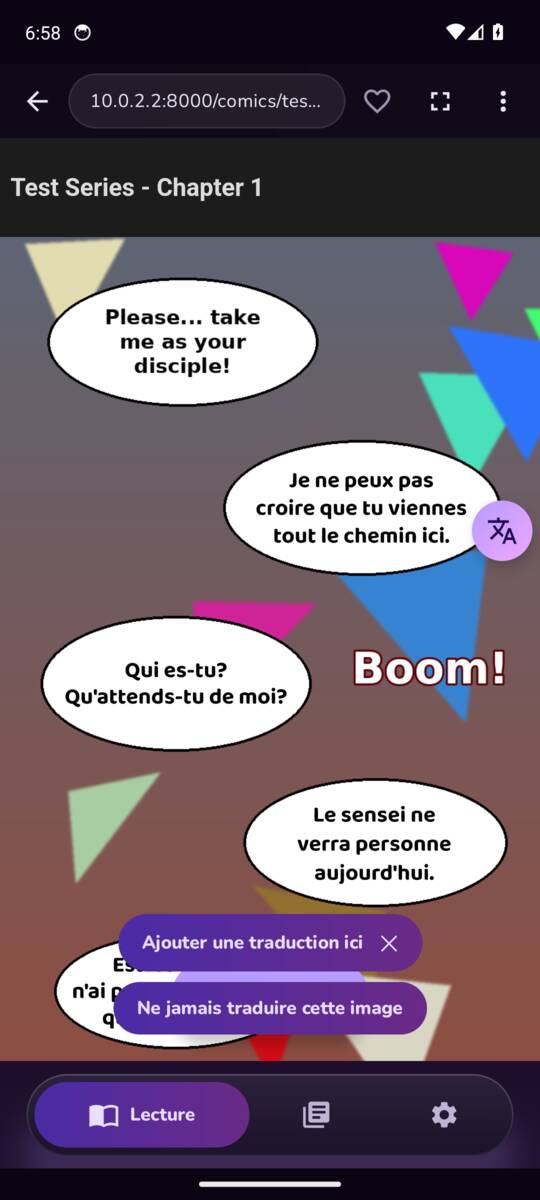 6:58
10.0.2.2:8000/comics/tes...
Test Series - Chapter 1
Please... take
me as your
disciple!
Je ne peux pas
croire que tu viennes
tout le chemin ici.
Qui es-tu?
Qu'attends-tu de moi?
Boom!
Le sensei ne
verra personne
aujourd'hui.
n'ai
Ajouter une traduction ici
Ne jamais traduire cette image
Lecture